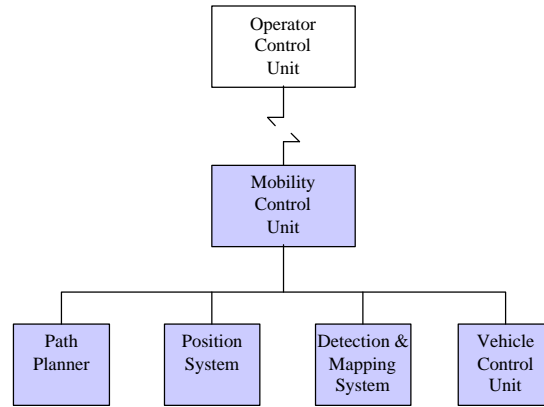 Operator
Control
Unit
Mobility
Control
Unit
Path
Planner
Position
System
Detection &
Mapping
System
Vehicle
Control
Unit